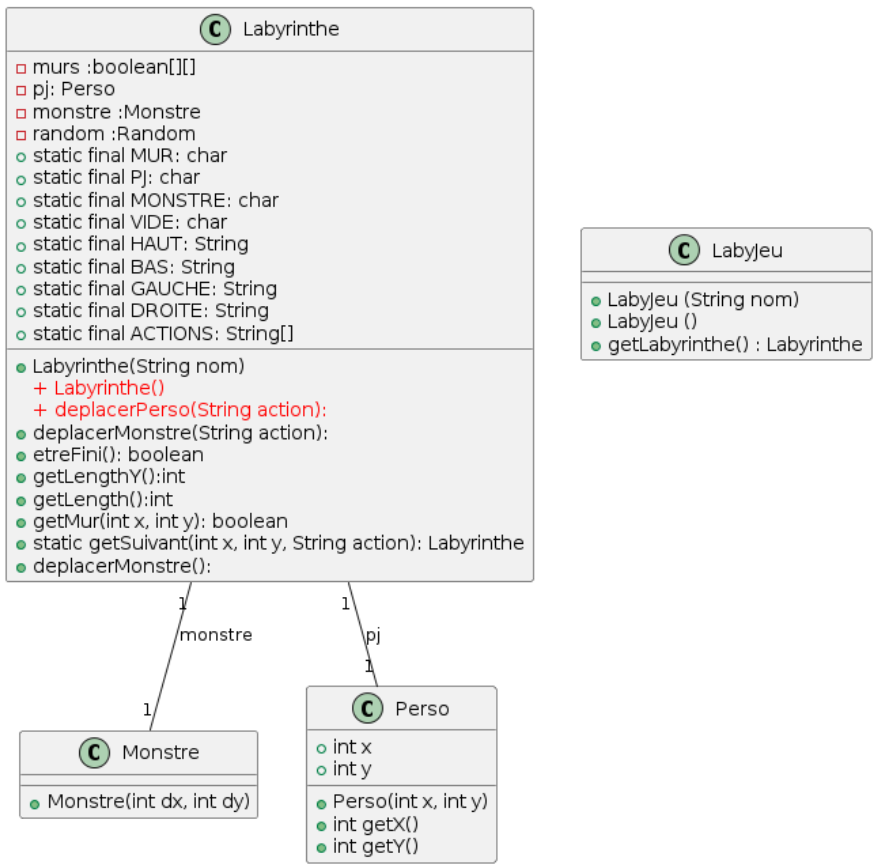 C Labyrinthe
murs :boolean[][]
pj: Perso
monstre :Monstre
random :Random
static final MUR: char
static final PJ: char
static final MONSTRE: char
static final VIDE: char
static final HAUT: String
static final BAS: String
static final GAUCHE: String
static final DROITE: String
static final ACTIONS: String[]
Labyrinthe(String nom)
+ Labyrinthe()
+ deplacerPerso(String action):
deplacerMonstre(String action):
etreFini(): boolean
getLengthY():int
getLength():int
getMur(int x, int y): boolean
static getSuivant(int x, int y, String action): Labyrinthe
deplacerMonstre():
C LabyJeu
LabyJeu (String nom)
LabyJeu ()
getLabyrinthe() : Labyrinthe
1
1
monstre
pj
1
1
C Monstre
Monstre(int dx, int dy)
C Perso
int x
int y
Perso(int x, int y)
int getX()
int getY()